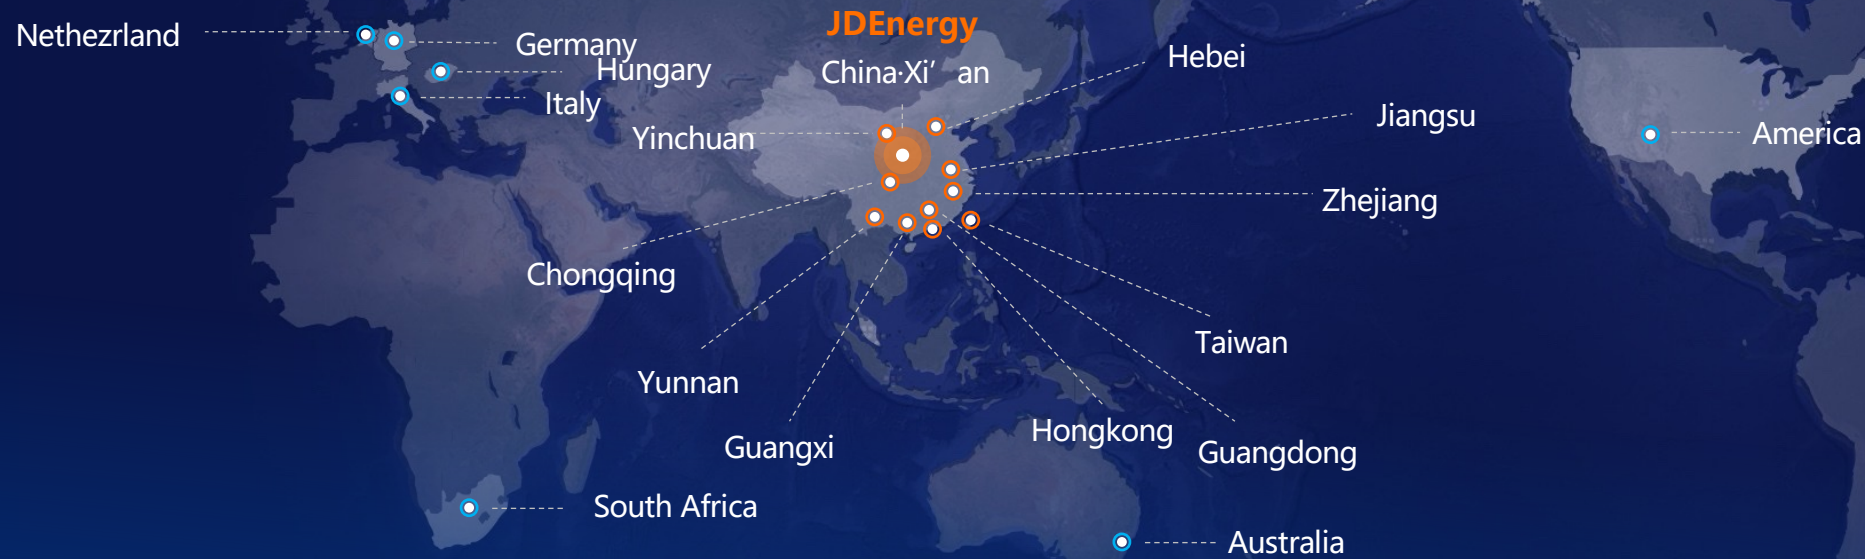 JDEnergy
China·Xi’an
Nethezrland
Germany
Hungary
Italy
Yinchuan
Hebei
Jiangsu
America
Zhejiang
Chongqing
Taiwan
Yunnan
Guangxi
Hongkong
Guangdong
South Africa
Australia